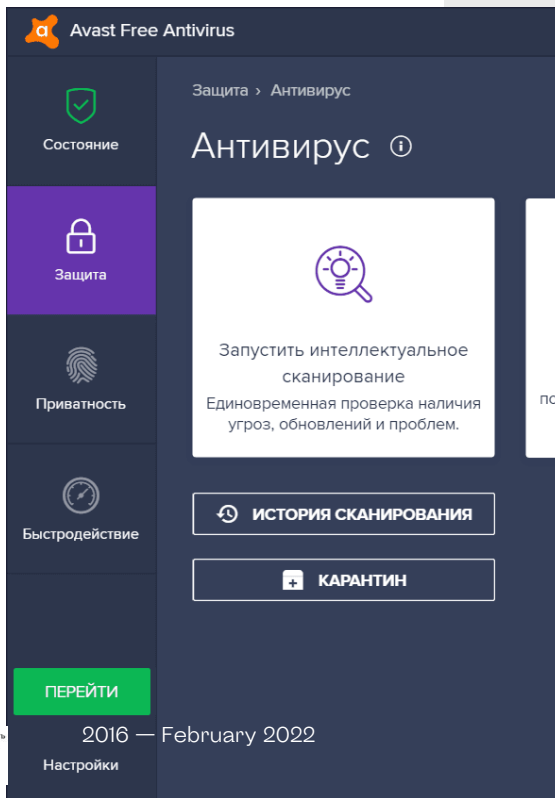 Avast Free Antivirus
Состояние
Защита
Приватность
Быстродействие
ПЕРЕЙТИ
Настройки
Защита › Антивирус
Антивирус
Запустить интеллектуальное
сканирование
Единовременная проверка наличия
угроз, обновлений и проблем.
ИСТОРИЯ СКАНИРОВАНИЯ
КАРАНТИН
по
2016 — February 2022